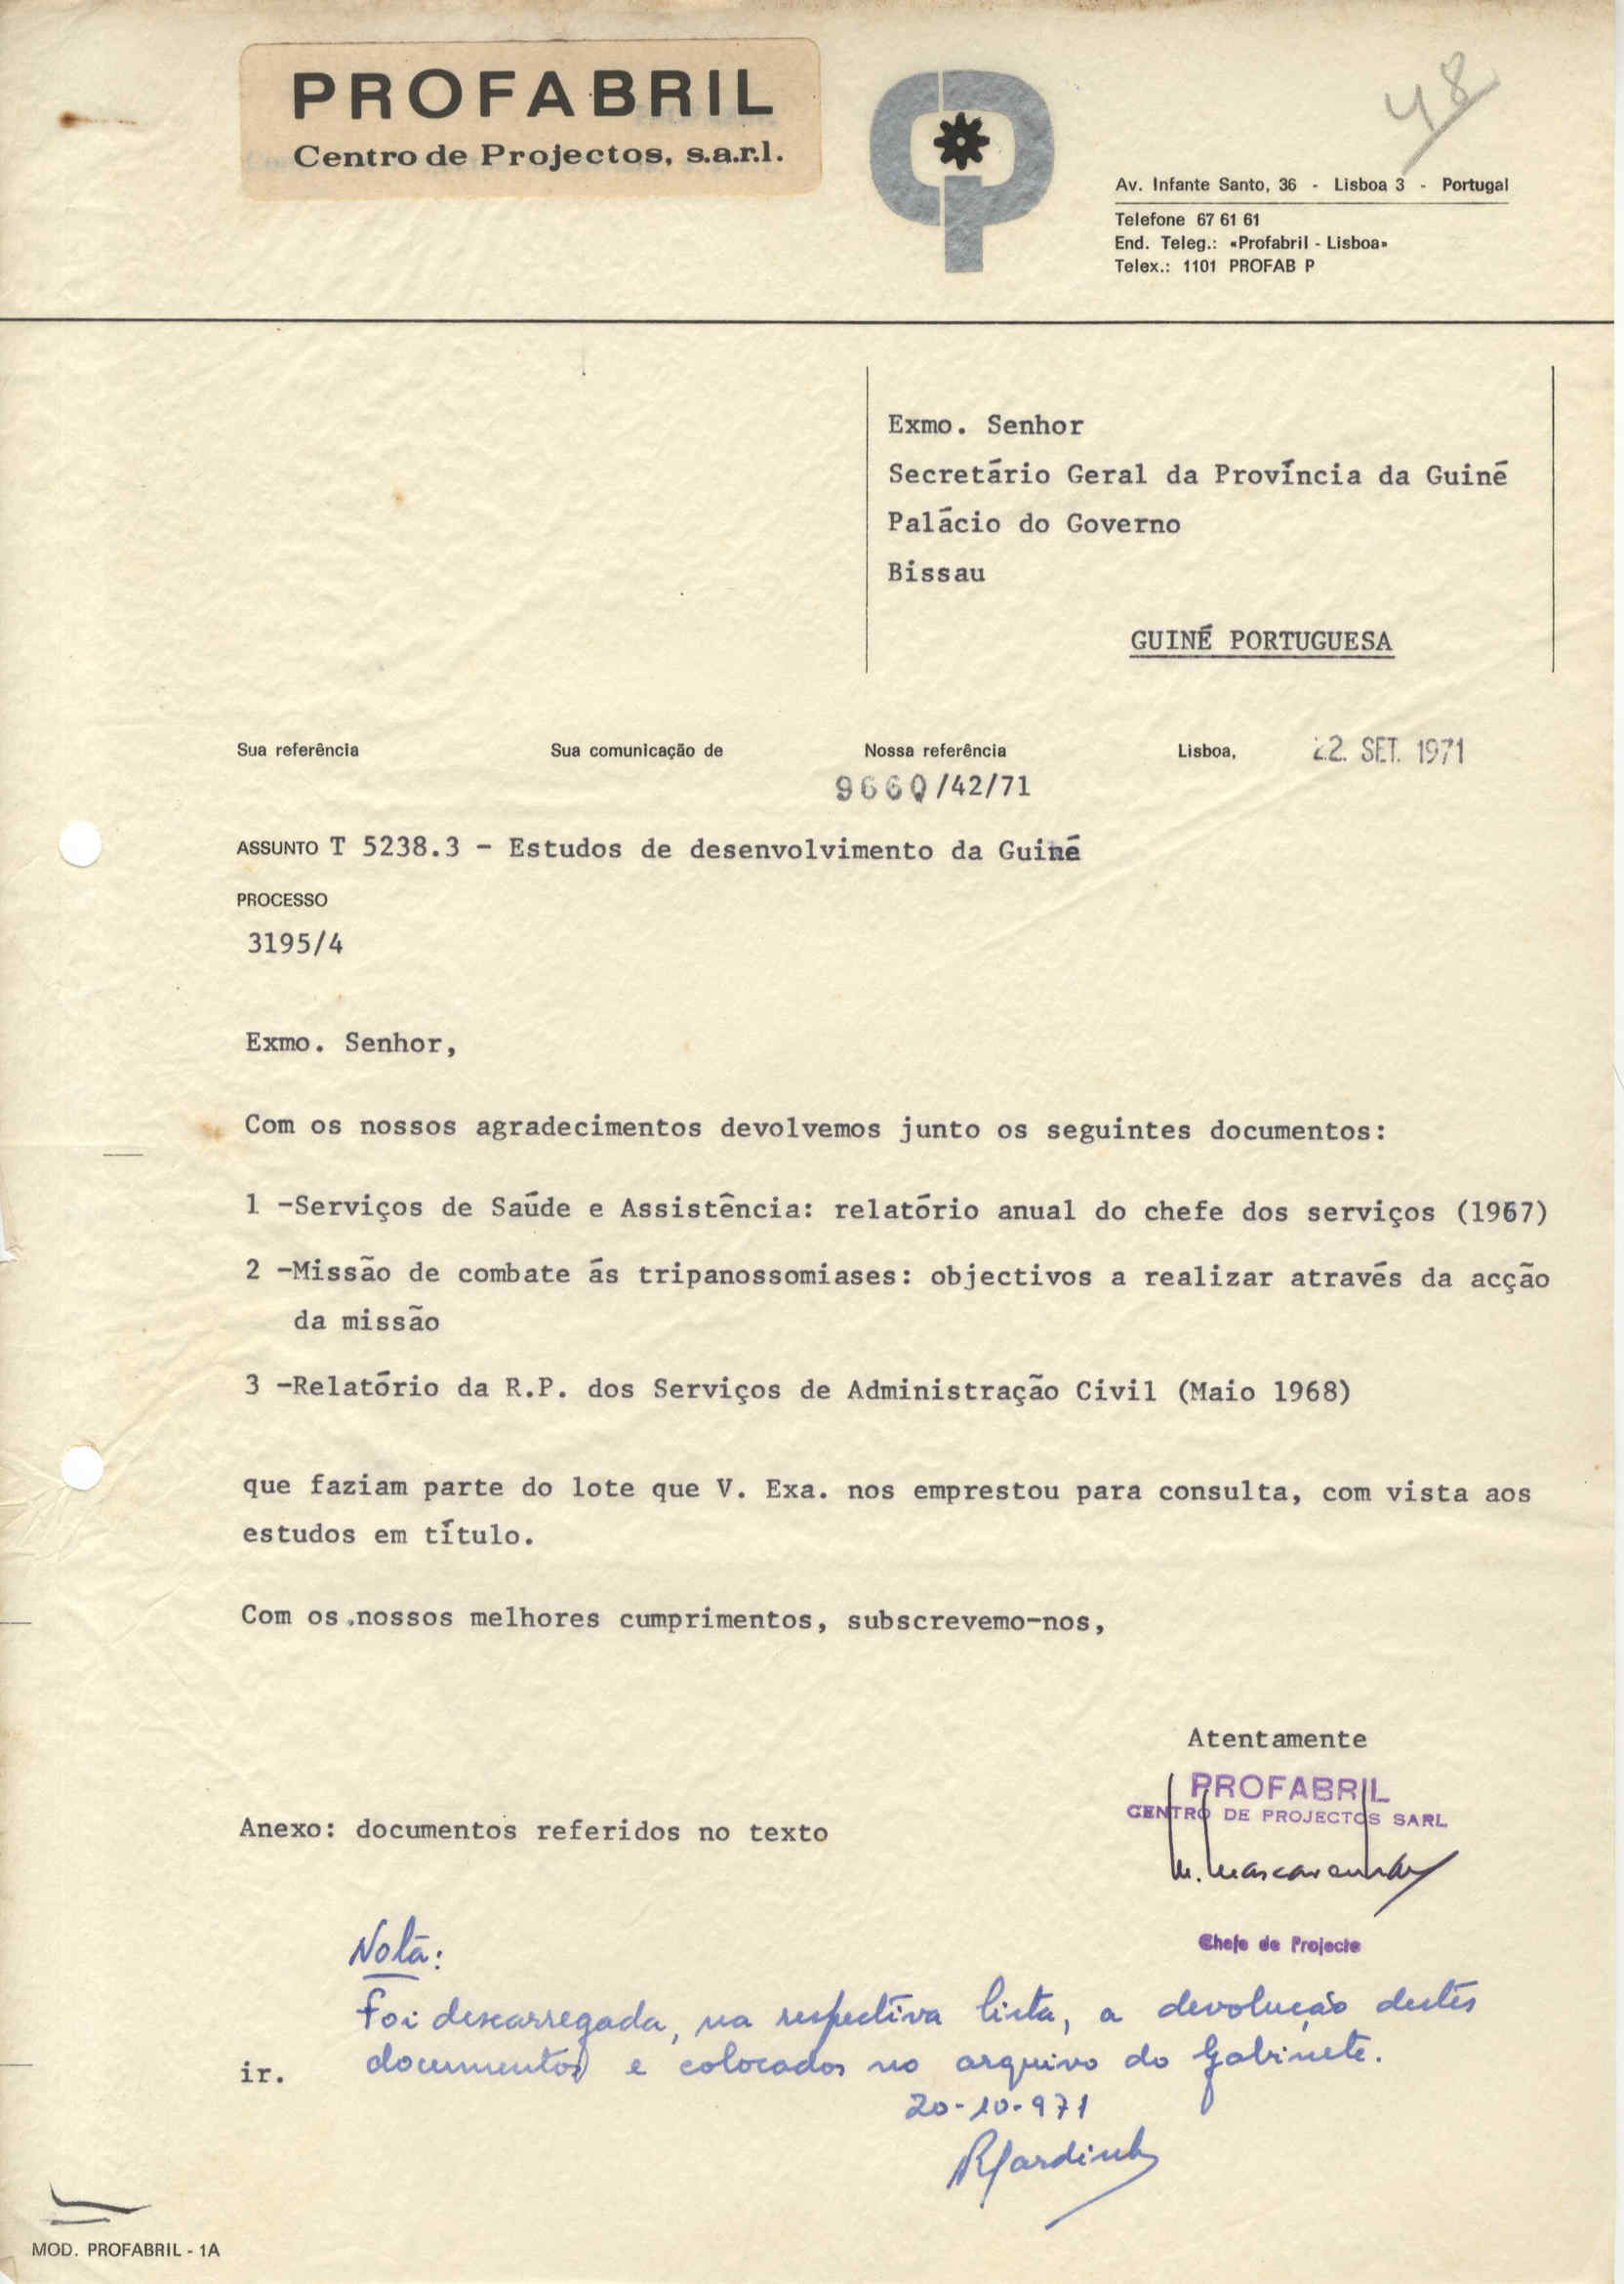 PROFABRIL
Centro de Projectos, s.a.r.l.
48
Av. Infante Santo, 36 - Lisboa 3 - Portugal
Telefone 67 61 61
End. Teleg.: «Profabril - Lisboa»
Telex.: 1101 PROFAB P
Exmo. Senhor
Secretário Geral da Província da Guiné
Palácio do Governo
Bissau
GUINÉ PORTUGUESA
Sua referência Sua comunicação de Nossa referência Lisboa, 22. SET. 1971
9660/42/71
ASSUNTO T 5238.3 - Estudos de desenvolvimento da Guiné
PROCESSO
3195/4
Exmo. Senhor,
Com os nossos agradecimentos devolvemos junto os seguintes documentos:
1 -Serviços de Saúde e Assistência: relatório anual do chefe dos serviços (1967)
2 -Missão de combate ás tripanossomiases: objectivos a realizar através da acção
da missão
3 -Relatório da R.P. dos Serviços de Administração Civil (Maio 1968)
que faziam parte do lote que V. Exa. nos emprestou para consulta, com vista aos
estudos em título.
Com os nossos melhores cumprimentos, subscrevemo-nos,
Atentamente
PROFABRIL
CENTRO DE PROJECTOS SARL
Anexo: documentos referidos no texto
M. Mascarenhas
Chefe de Projecto
Nota:
Foi descarregada, na respectiva lista, a devolução destes
documentos e colocados no arquivo do Gabinete.
ir.
20-10-971
MOD. PROFABRIL - 1A